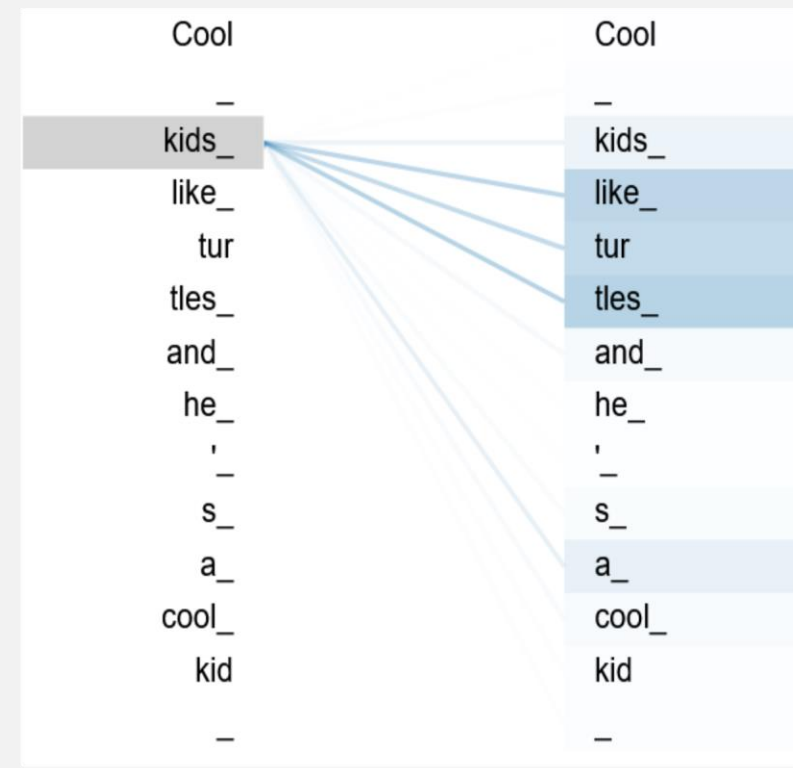 Cool Cool
_ _
kids_ kids_
like_ like_
tur tur
tles_ tles_
and_ and_
he_ he_
'_ '_
s_ s_
a_ a_
cool_ cool_
kid kid
_ _